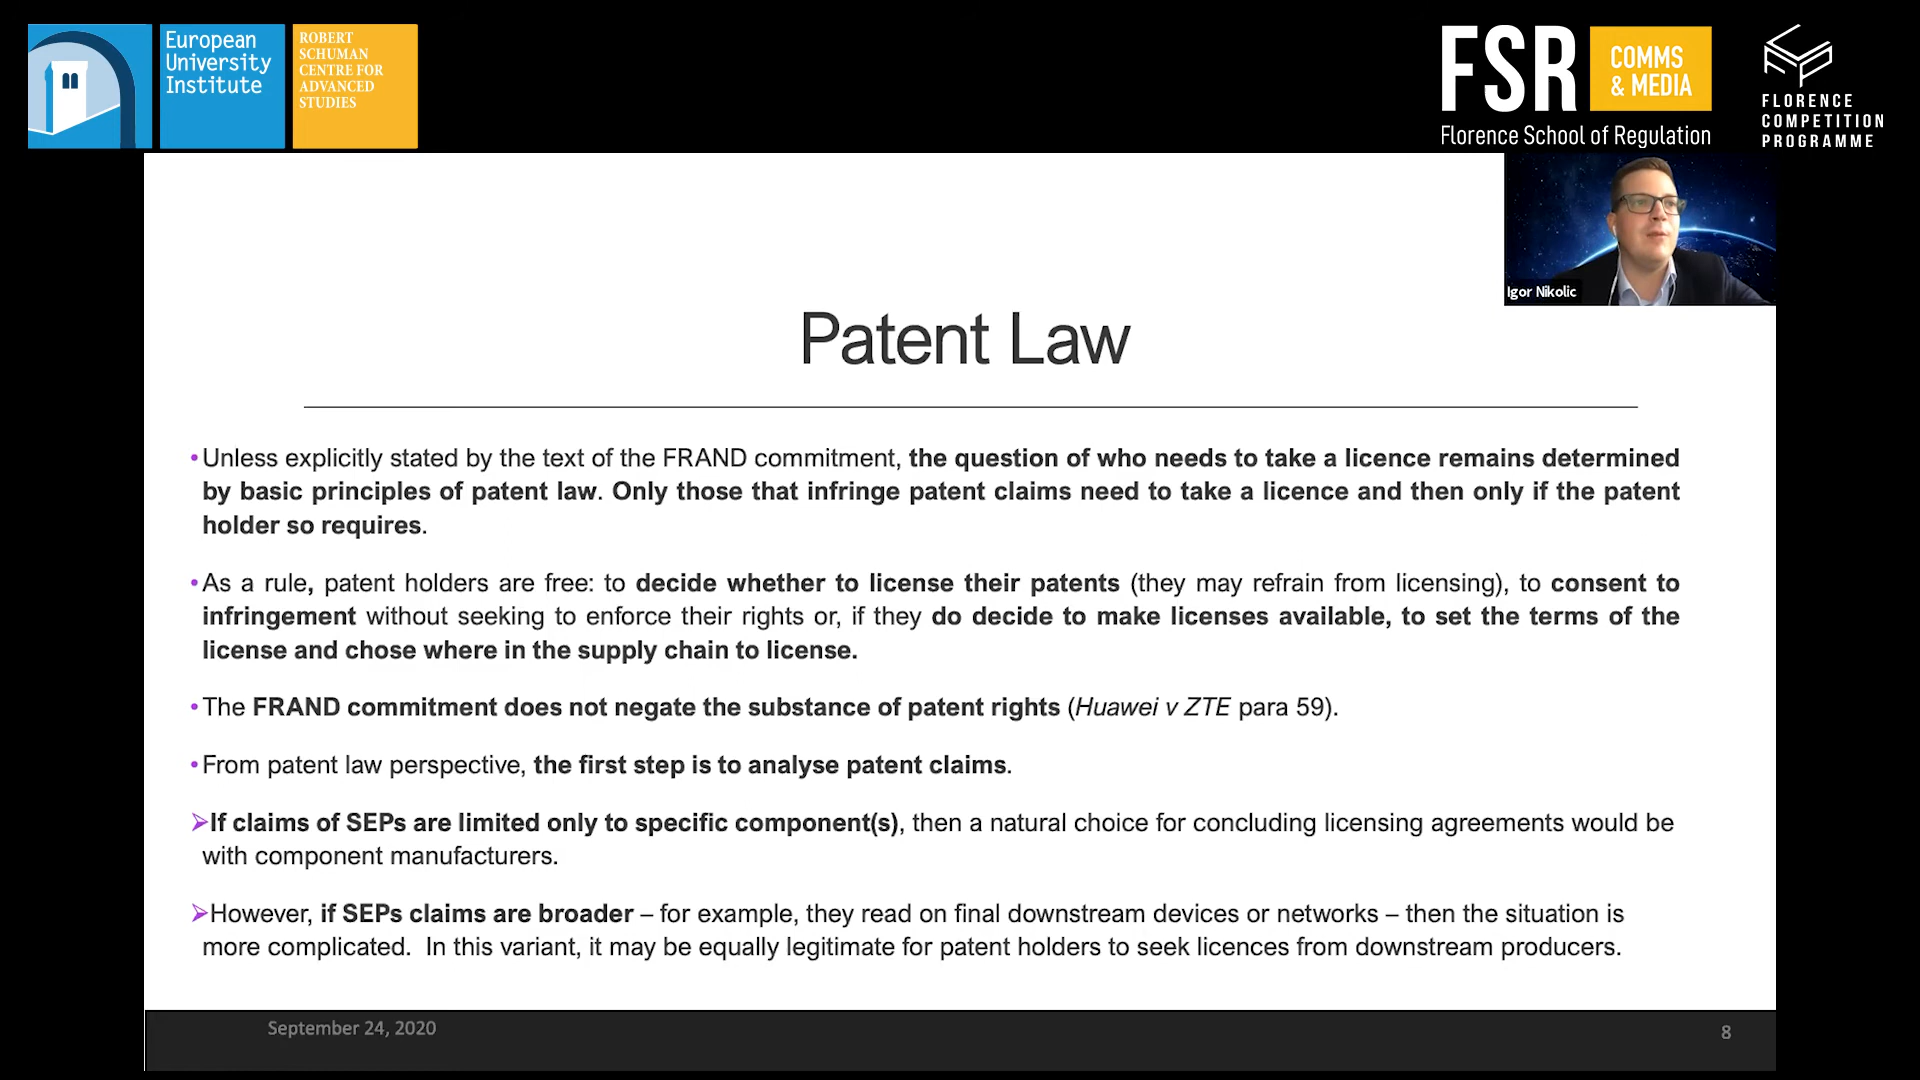 European
University
Institute
ROBERT
SCHUMAN
CENTRE FOR
ADVANCED
STUDIES
FSR
COMMS
& MEDIA
Florence School of Regulation
FLORENCE
COMPETITION
PROGRAMME
Igor Nikolic
Patent Law
•Unless explicitly stated by the text of the FRAND commitment, the question of who needs to take a licence remains determined
by basic principles of patent law. Only those that infringe patent claims need to take a licence and then only if the patent
holder so requires.
•As a rule, patent holders are free: to decide whether to license their patents (they may refrain from licensing), to consent to
infringement without seeking to enforce their rights or, if they do decide to make licenses available, to set the terms of the
license and chose where in the supply chain to license.
•The FRAND commitment does not negate the substance of patent rights (Huawei v ZTE para 59).
•From patent law perspective, the first step is to analyse patent claims.
➢If claims of SEPs are limited only to specific component(s), then a natural choice for concluding licensing agreements would be
with component manufacturers.
➢However, if SEPs claims are broader – for example, they read on final downstream devices or networks – then the situation is
more complicated.  In this variant, it may be equally legitimate for patent holders to seek licences from downstream producers.
September 24, 2020
8